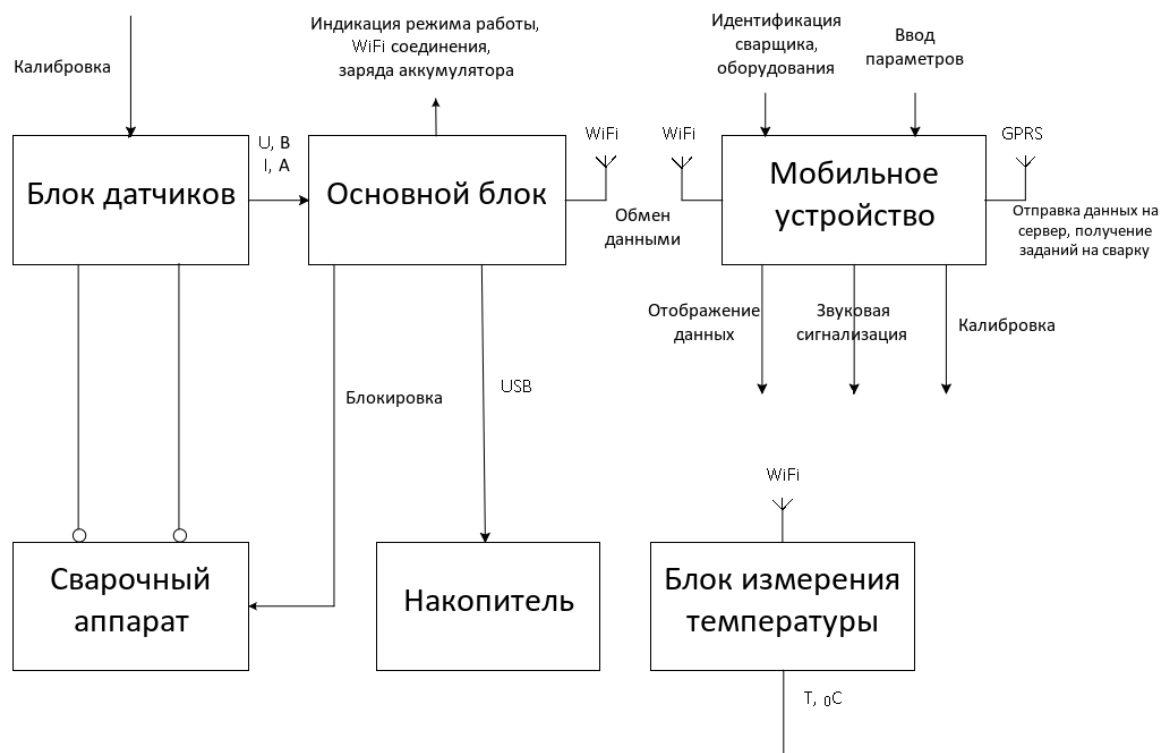 Калибровка
Индикация режима работы,
WiFi соединения,
заряда аккумулятора
Идентификация
сварщика,
оборудования
Ввод
параметров
Блок датчиков
U, В
I, А
Основной блок
WiFi
Обмен
данными
WiFi
Мобильное
устройство
GPRS
Отправка данных на
сервер, получение
заданий на сварку
Отображение
данных
Звуковая
сигнализация
Калибровка
Блокировка
USB
WiFi
Сварочный
аппарат
Накопитель
Блок измерения
температуры
T, ₀C